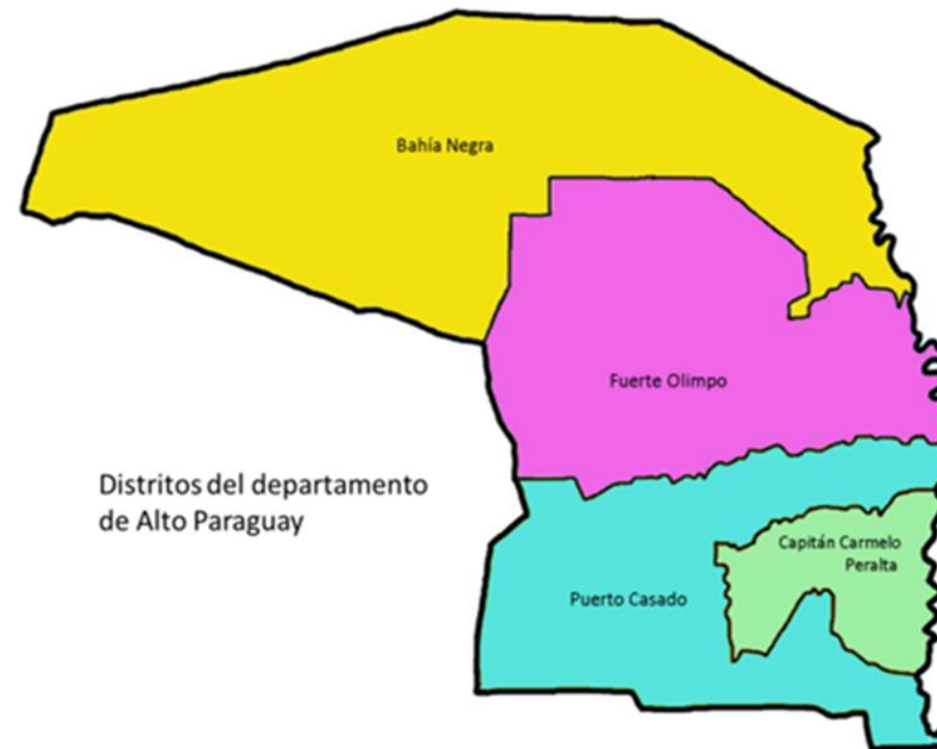 Bahía Negra
Fuerte Olimpo
Distritos del departamento
de Alto Paraguay
Capitán Carmelo
Peralta
Puerto Casado